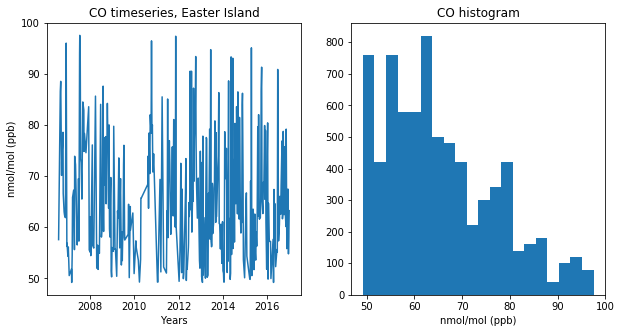 CO timeseries, Easter Island
100
90
80
70
60
50
nmol/mol (ppb)
2008 2010 2012 2014 2016
Years
CO histogram
800
700
600
500
400
300
200
100
0
50 60 70 80 90 100
nmol/mol (ppb)